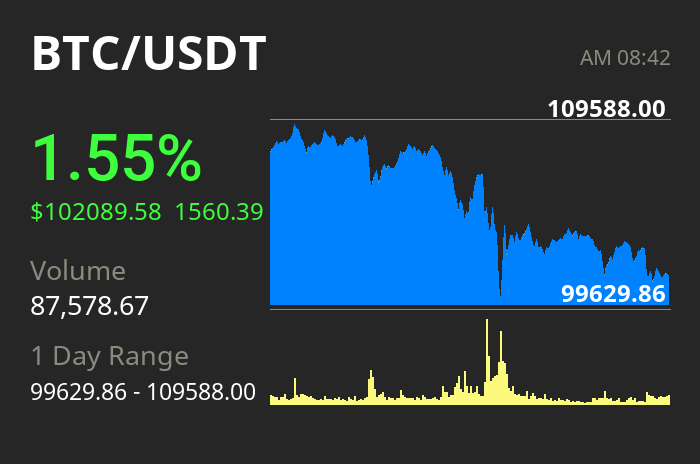 BTC/USDT
AM 08:42
109588.00
1.55%
$102089.58 1560.39
Volume
87,578.67
99629.86
1 Day Range
99629.86 - 109588.00